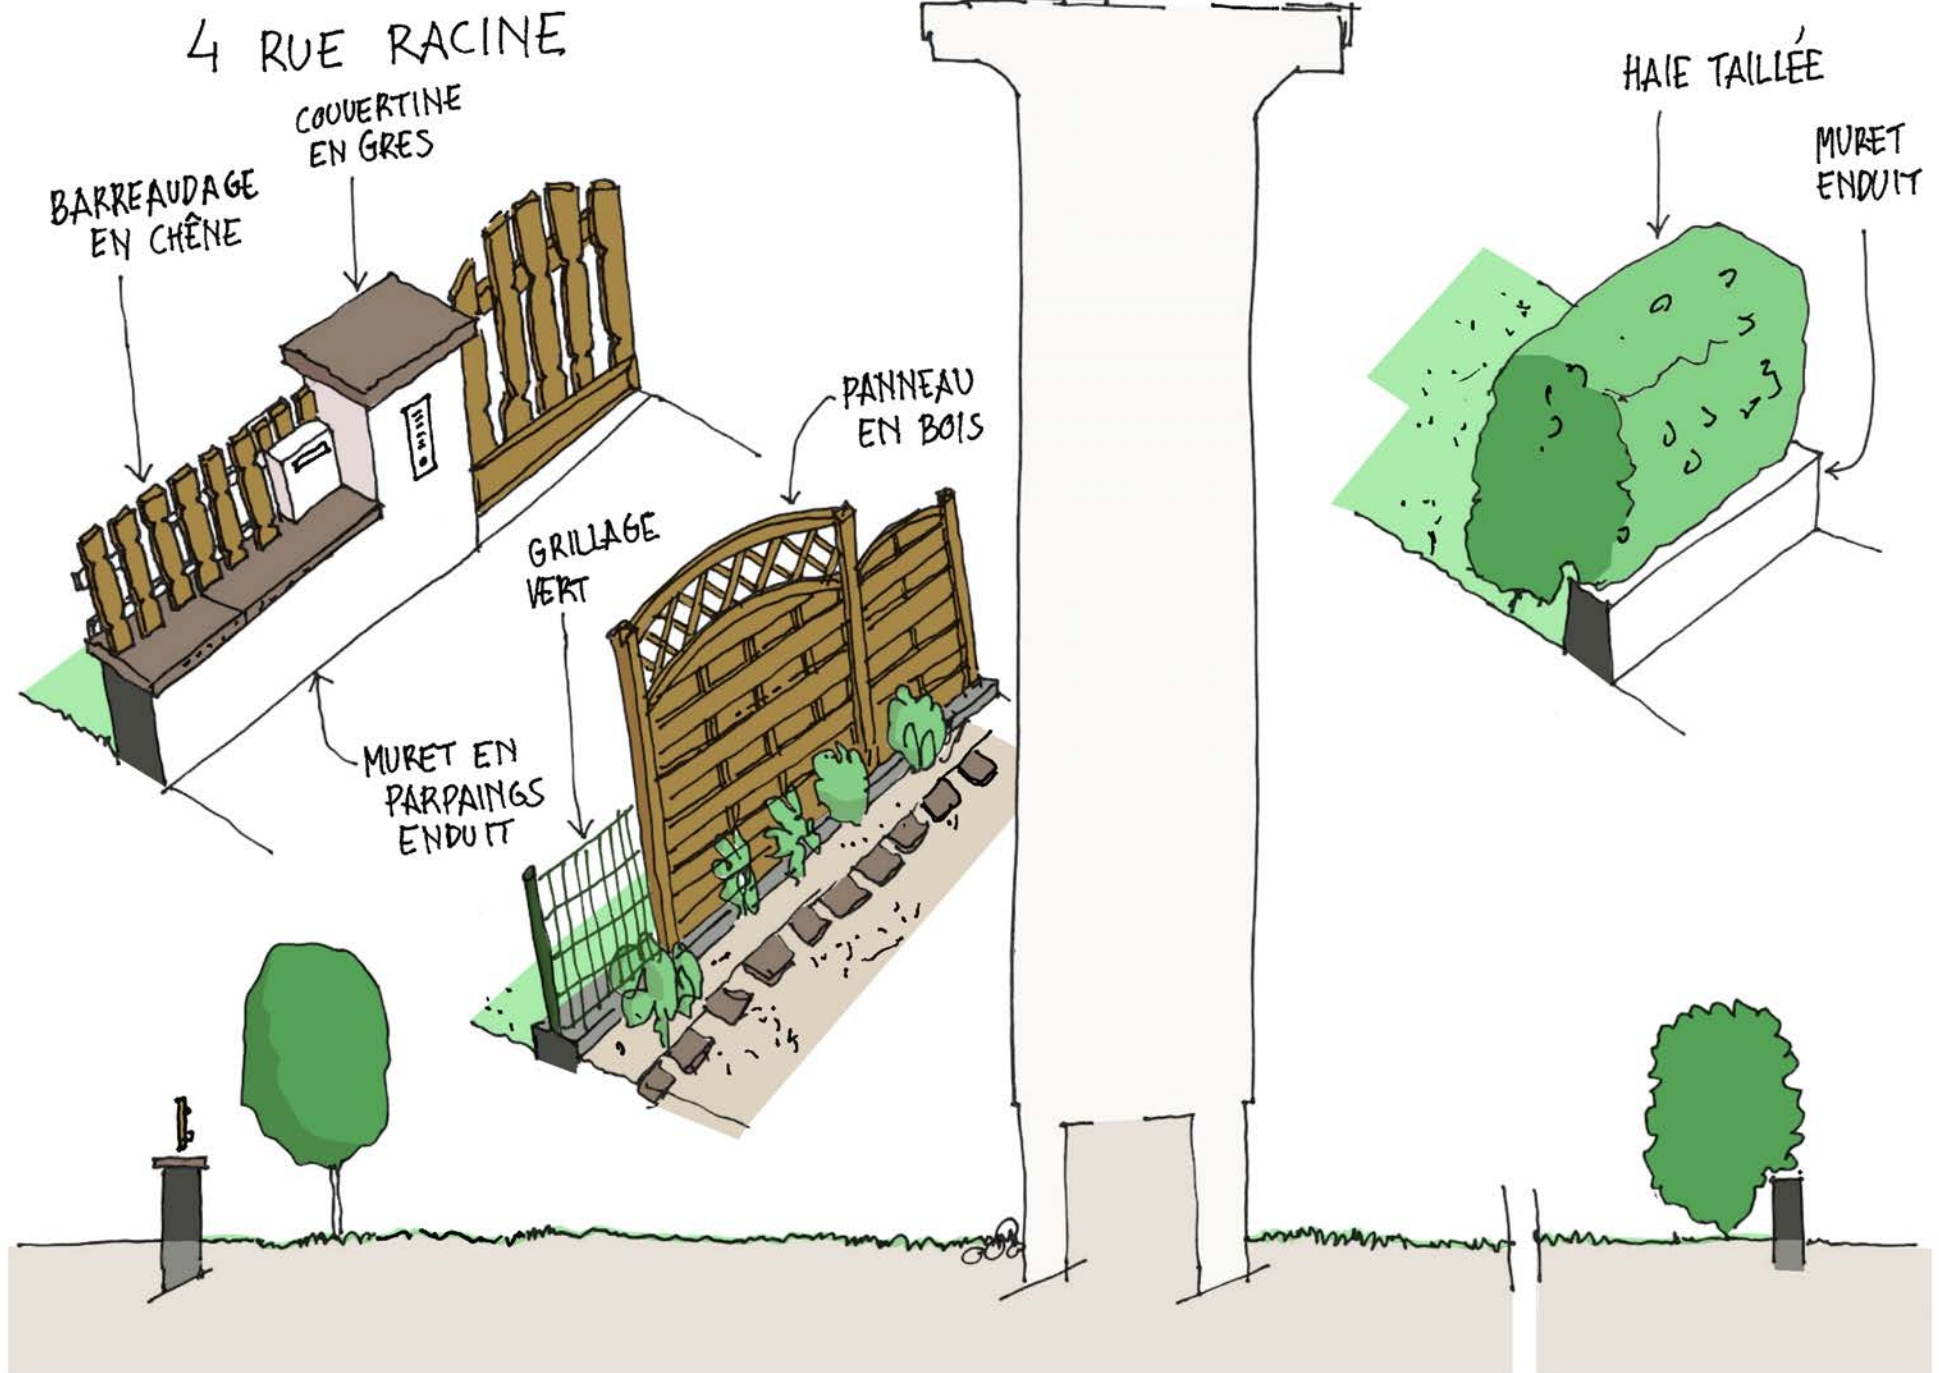 4 RUE RACINE
COUVERTINE
EN GRES
BARREAUDAGE
EN CHÊNE
HAIE TAILLÉE
MURET
ENDUIT
PANNEAU
EN BOIS
GRILLAGE
VERT
MURET EN
PARPAINGS
ENDUIT